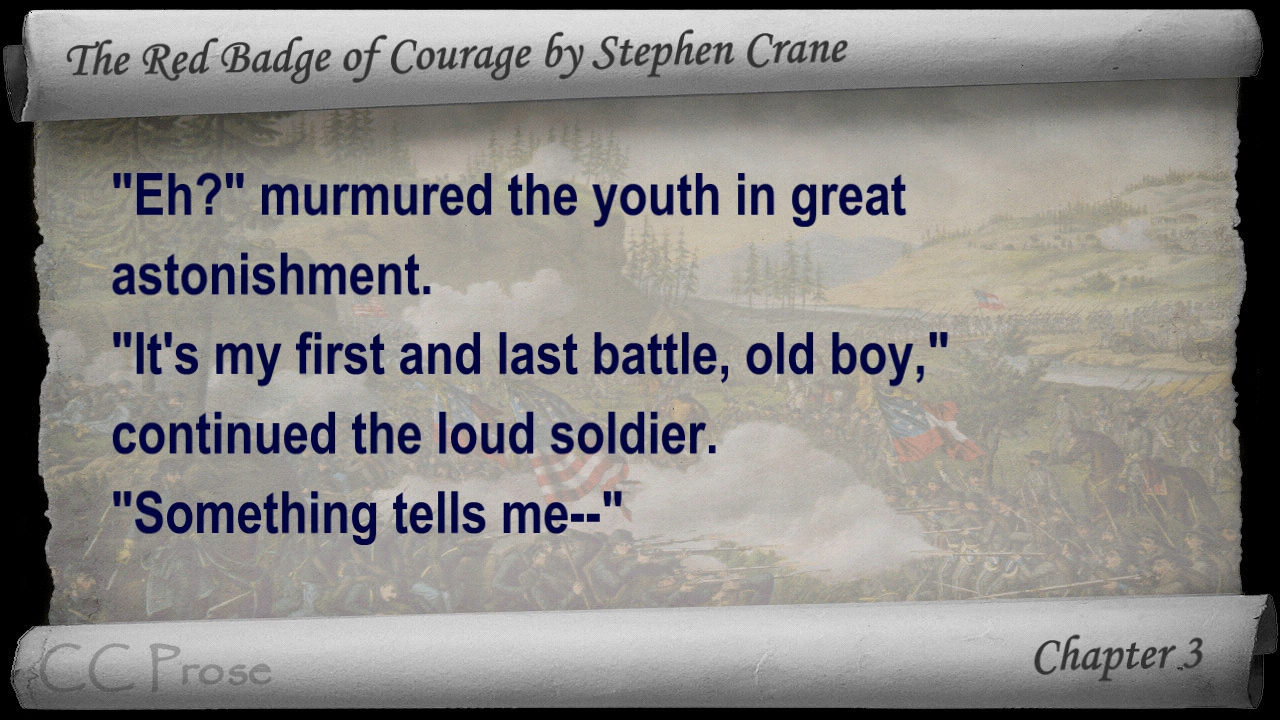 The Red Badge of Courage by Stephen Crane
"Eh?" murmured the youth in great
astonishment.
"It's my first and last battle, old boy,"
continued the loud soldier.
"Something tells me--"
CC Prose
Chapter 3